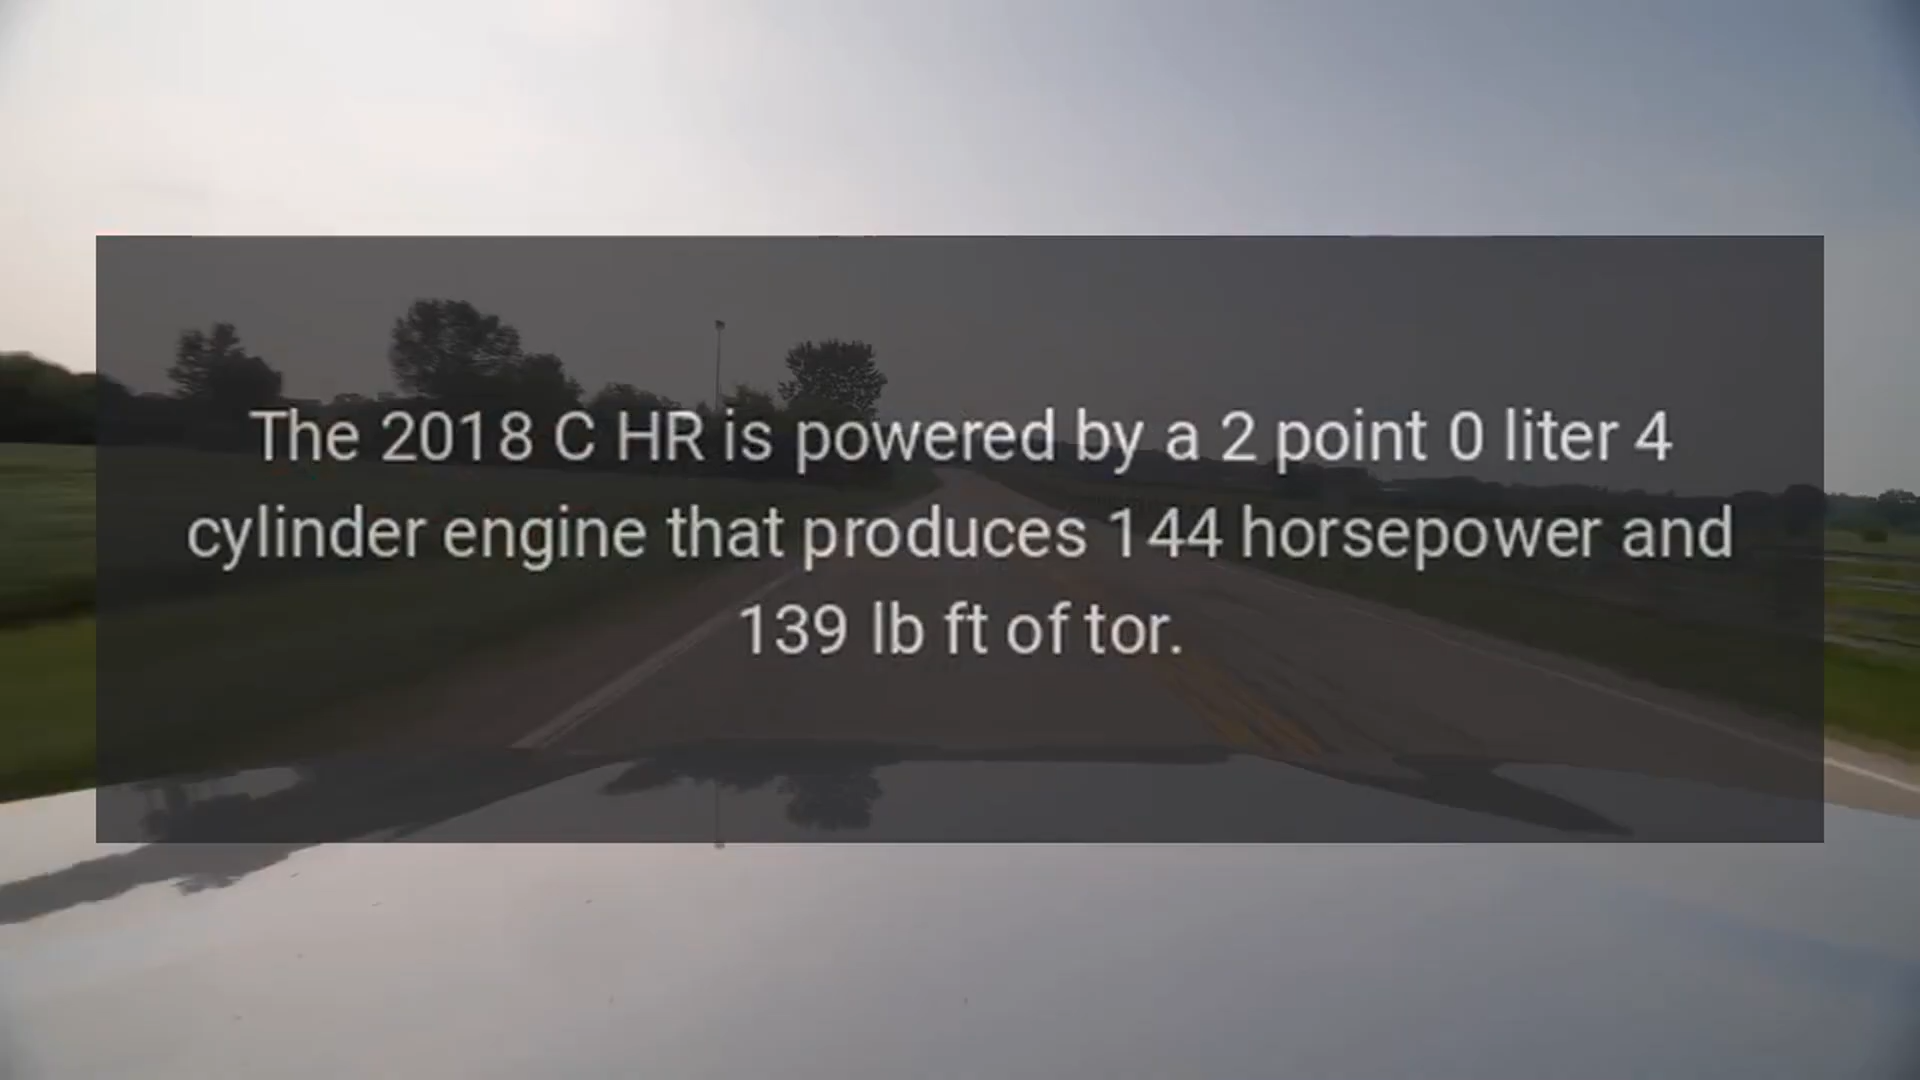 The 2018 C HR is powered by a 2 point 0 liter 4
cylinder engine that produces 144 horsepower and
139 lb ft of tor.